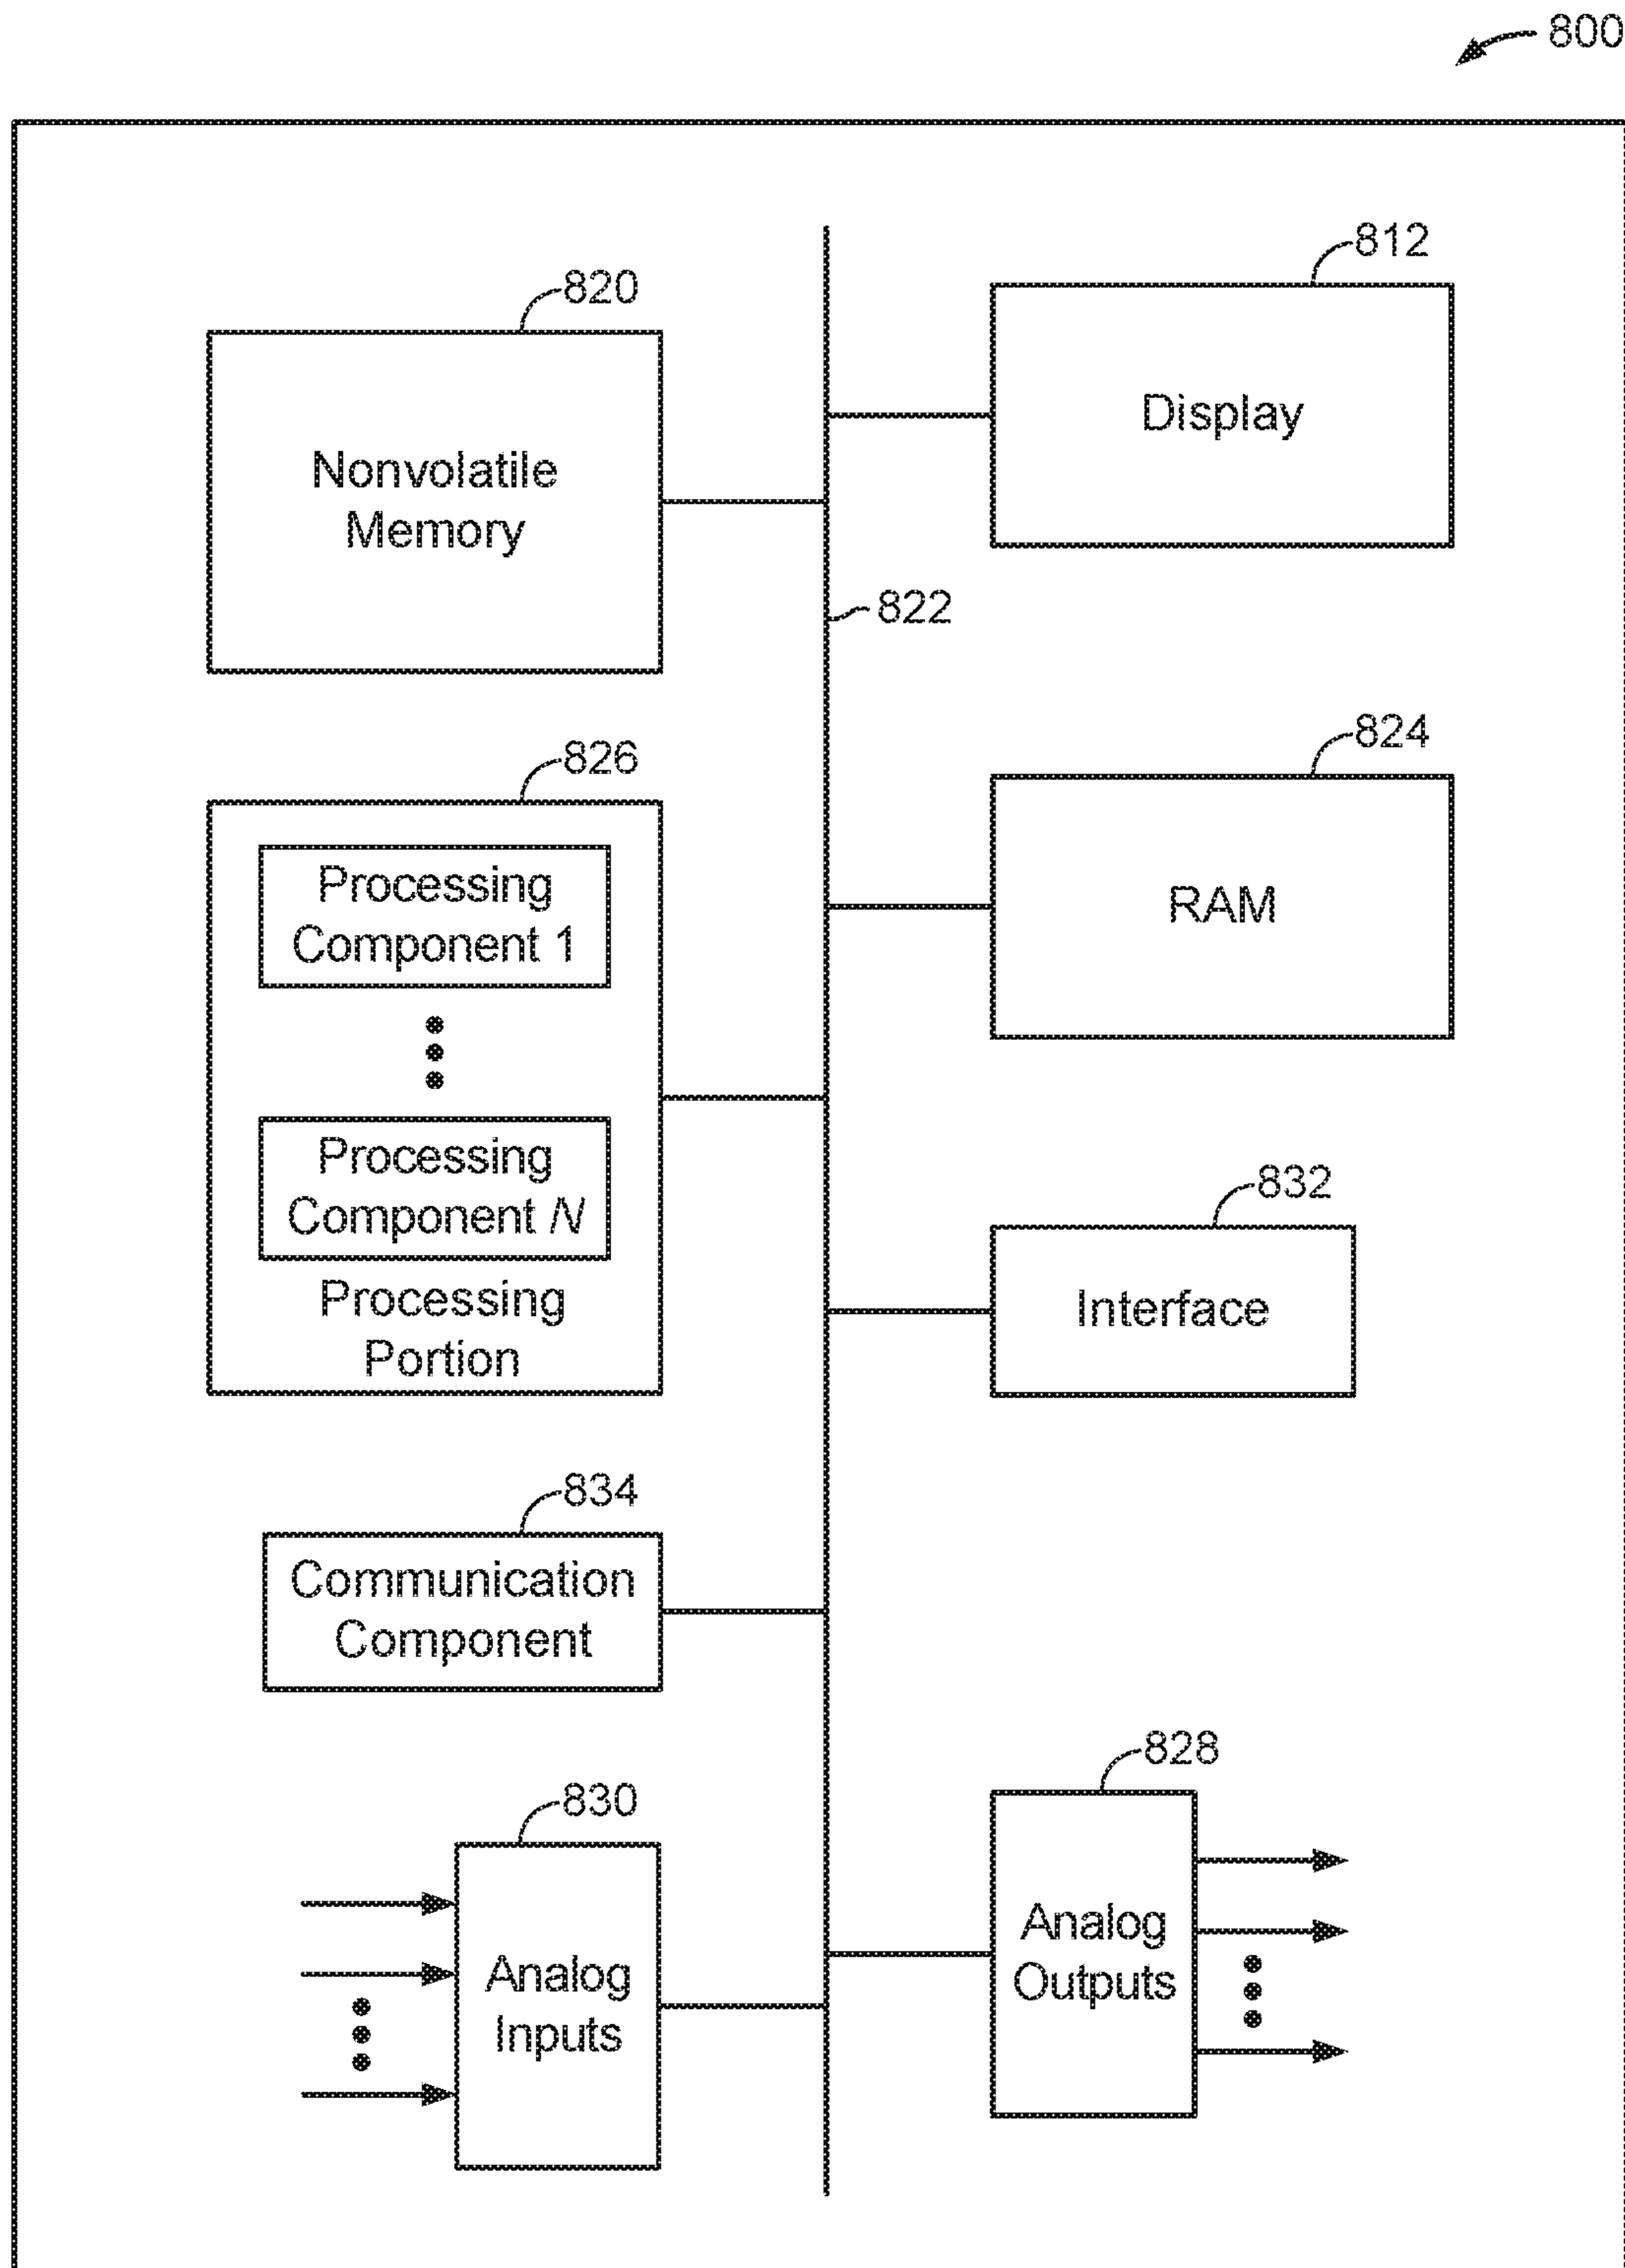 800
812
820
Display
Nonvolatile
Memory
822
824
826
Processing
Component 1
RAM
Processing
Component N
832
Processing
Portion
Interface
834
Communication
Component
828
830
Analog
Outputs
Analog
Inputs